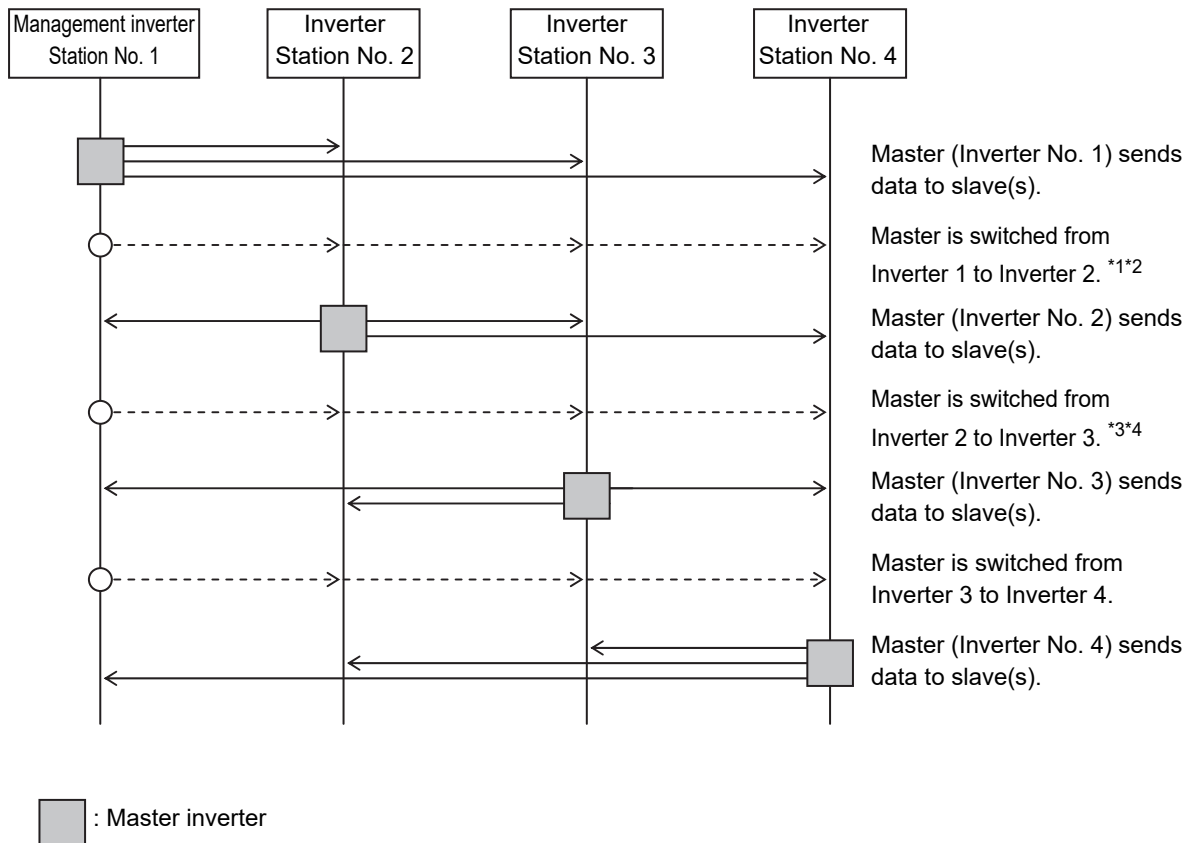 Management inverter
Station No. 1
Inverter
Station No. 2
Inverter
Station No. 3
Inverter
Station No. 4
Master (Inverter No. 1) sends
data to slave(s).
Master is switched from
Inverter 1 to Inverter 2. *1*2
Master (Inverter No. 2) sends
data to slave(s).
Master is switched from
Inverter 2 to Inverter 3. *3*4
Master (Inverter No. 3) sends
data to slave(s).
Master is switched from
Inverter 3 to Inverter 4.
Master (Inverter No. 4) sends
data to slave(s).
: Master inverter